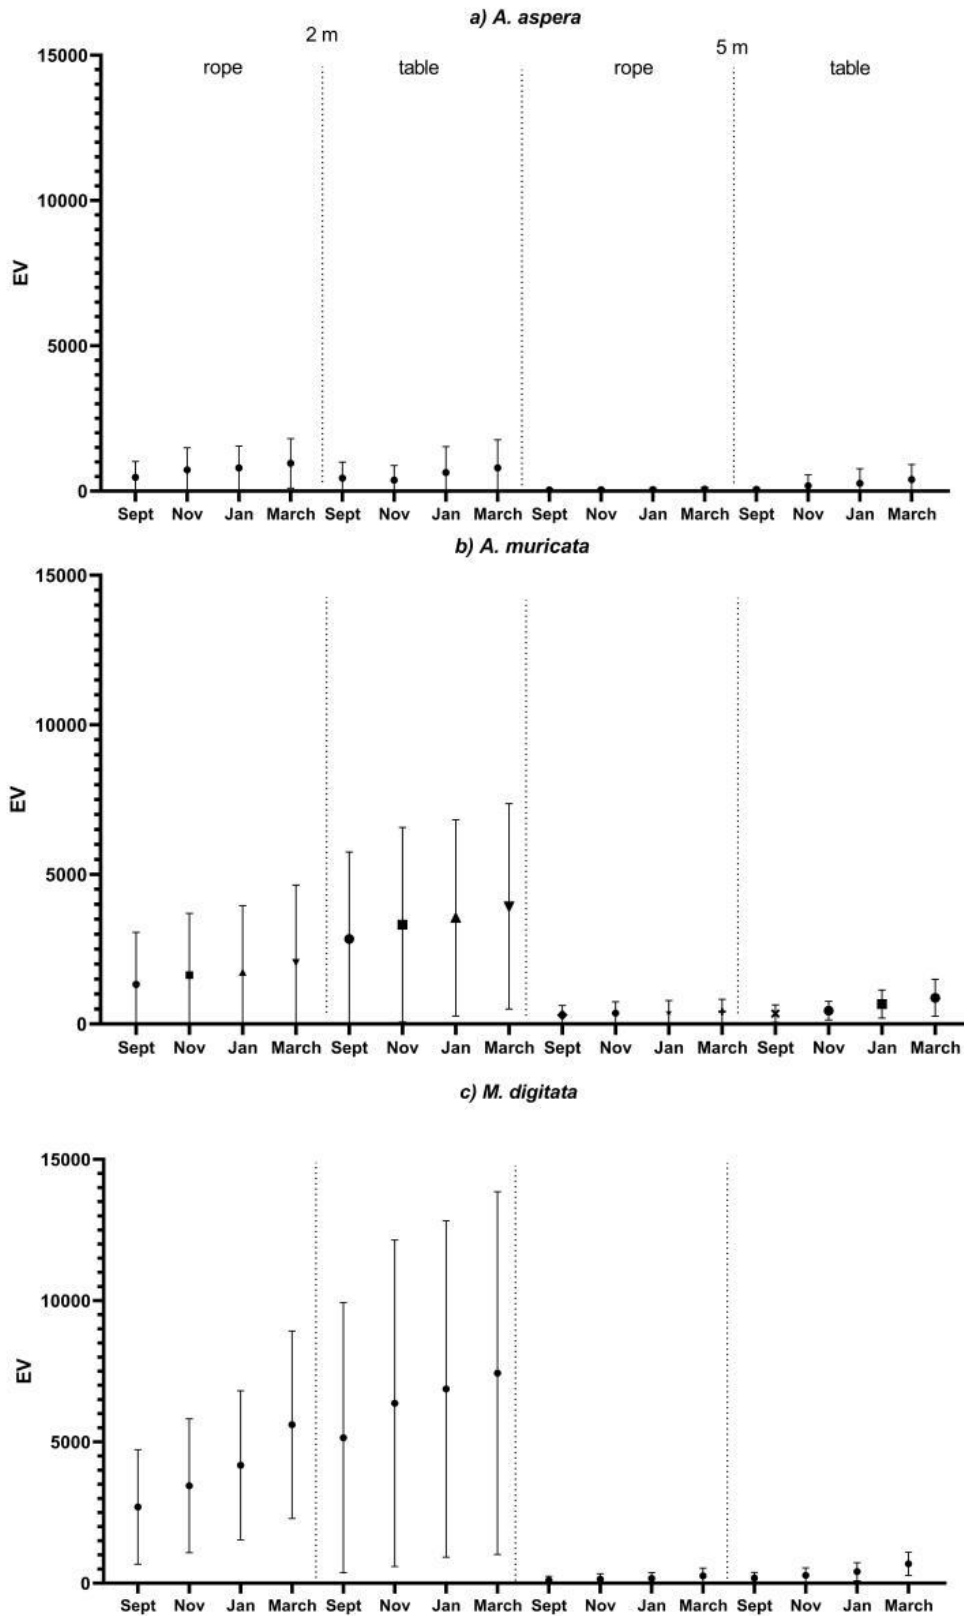 a) A. aspera
2 m
5 m
rope table rope table
15000
10000
5000
0
EV
Sept Nov Jan March Sept Nov Jan March Sept Nov Jan March Sept Nov Jan March
b) A. muricata
15000
10000
5000
0
EV
Sept Nov Jan March Sept Nov Jan March Sept Nov Jan March Sept Nov Jan March
c) M. digitata
15000
10000
5000
0
EV
Sept Nov Jan March Sept Nov Jan March Sept Nov Jan March Sept Nov Jan March